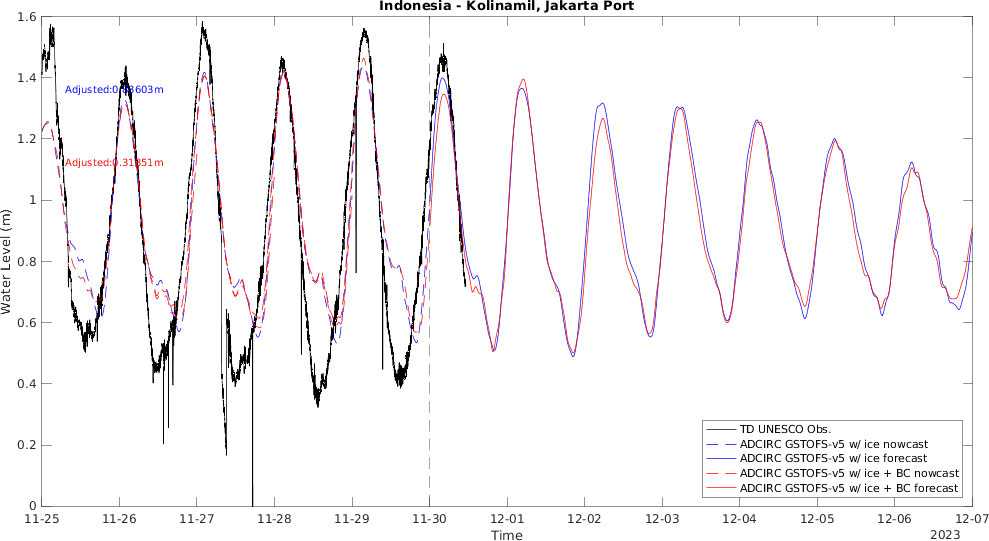 Indonesia - Kolinamil, Jakarta Port
Water Level (m)
1.6
1.4
1.2
1
0.8
0.6
0.4
0.2
0
Adjusted:0.31851m
TD UNESCO Obs.
ADCIRC GSTOFS-v5 w/ ice nowcast
ADCIRC GSTOFS-v5 w/ ice forecast
ADCIRC GSTOFS-v5 w/ ice + BC nowcast
ADCIRC GSTOFS-v5 w/ ice + BC forecast
11-25 11-26 11-27 11-28 11-29 11-30 12-01 12-02 12-03 12-04 12-05 12-06 12-07
Time
2023